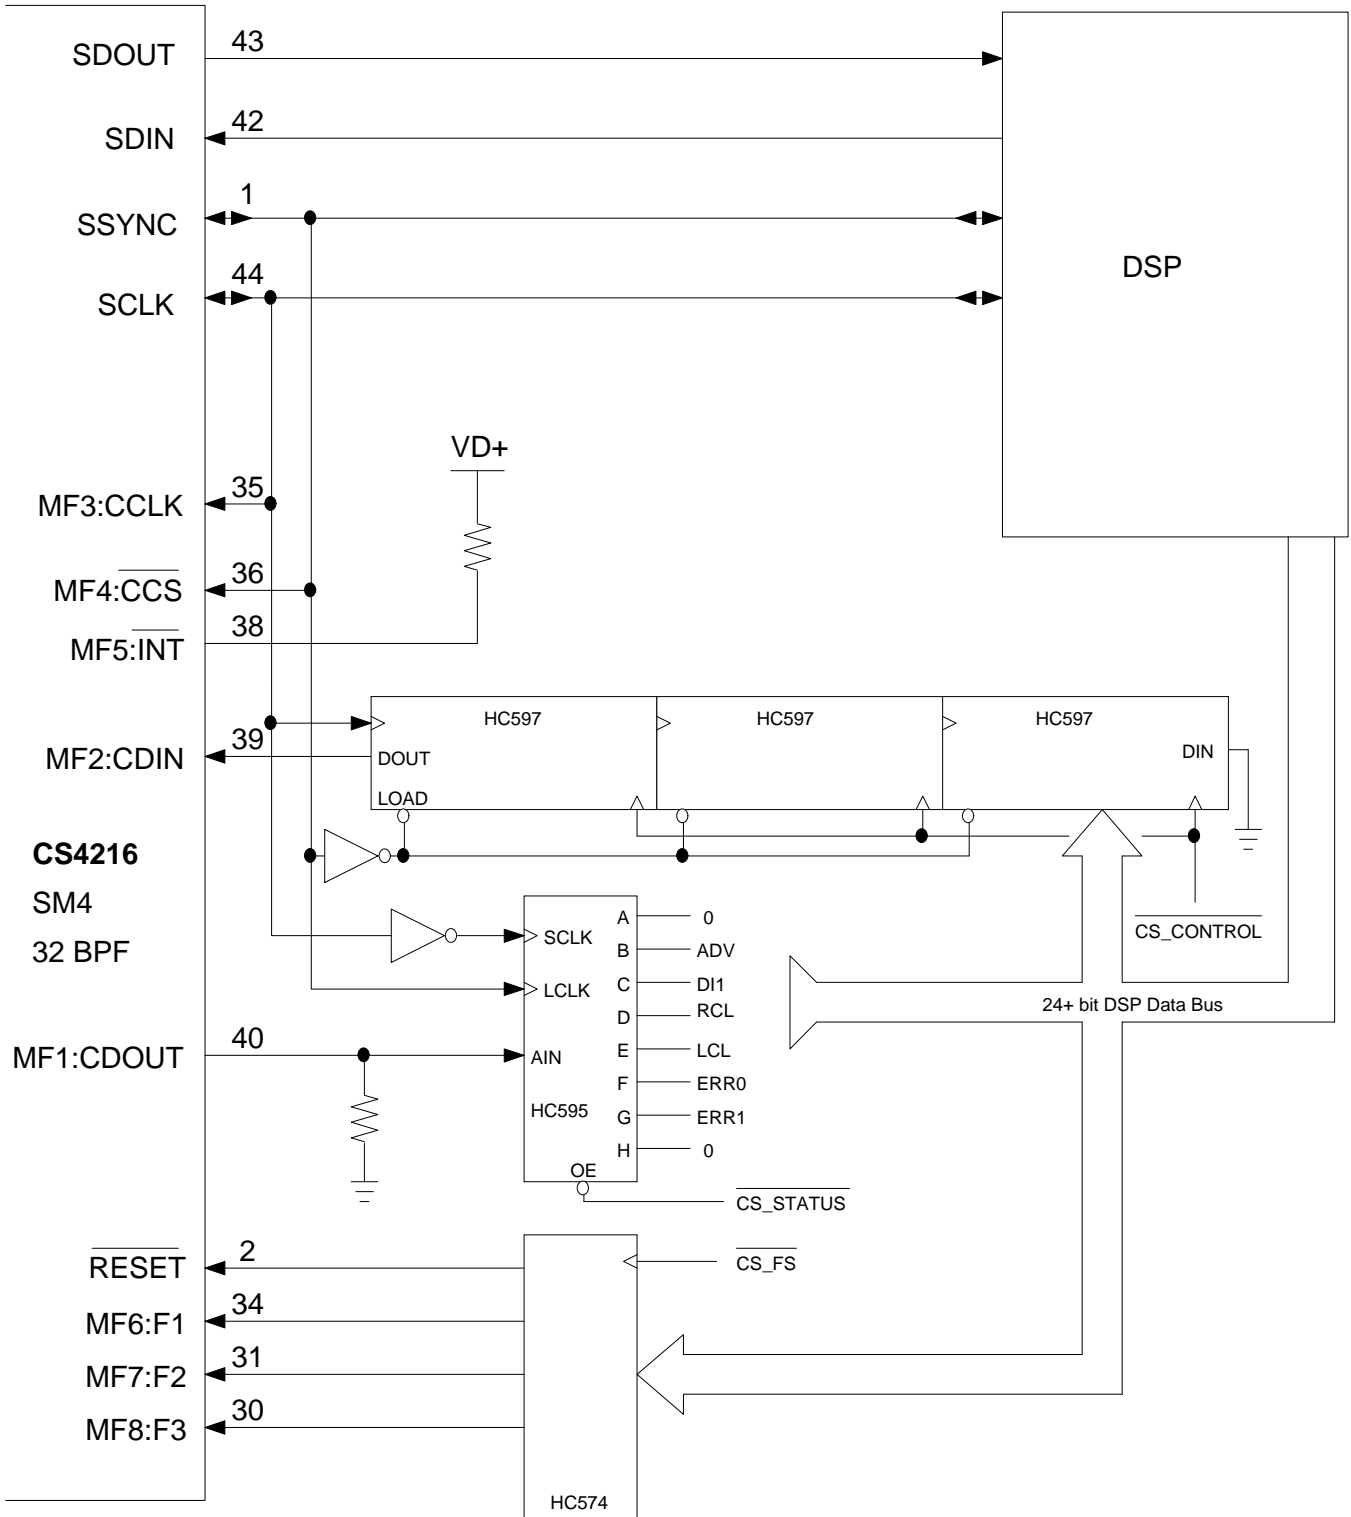 SDOUT 43
SDIN 42
SSYNC 1
SCLK 44
DSP
VD+
MF3:CCLK 35
MF4:CCS 36
MF5:INT 38
HC597 HC597 HC597
MF2:CDIN 39 DOUT DIN
LOAD
CS4216
SM4
32 BPF
CS_CONTROL
SCLK
LCLK
A 0
B ADV
C DI1
D RCL
E LCL
F ERR0
G ERR1
H 0
24+ bit DSP Data Bus
MF1:CDOUT 40 AIN
HC595
OE
CS_STATUS
RESET 2 CS_FS
MF6:F1 34
MF7:F2 31
MF8:F3 30
HC574